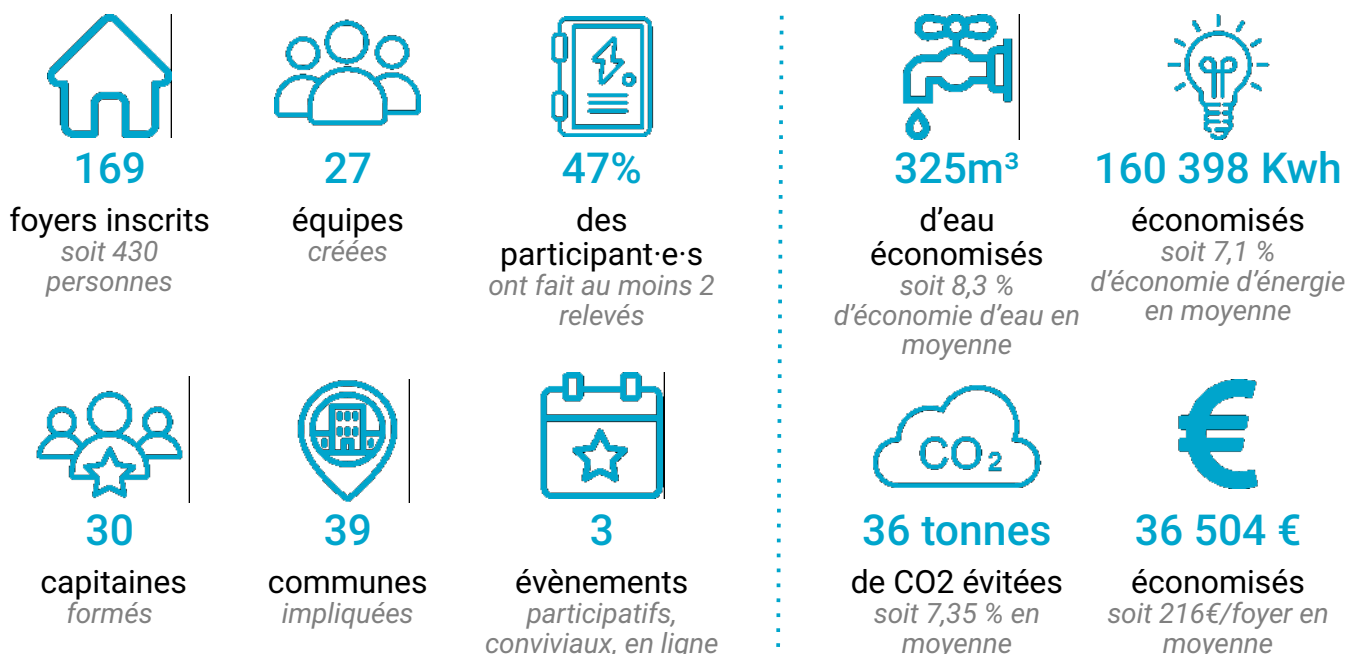 169
foyers inscrits
soit 430
personnes
27
équipes
créées
47%
des
participant·e·s
ont fait au moins 2
relevés
325m³
d’eau
économisés
soit 8,3 %
d’économie d’eau en
moyenne
160 398 Kwh
économisés
soit 7,1 %
d’économie d’énergie
en moyenne
30
capitaines
formés
39
communes
impliquées
3
évènements
participatifs,
conviviaux, en ligne
CO2
36 tonnes
de CO2 évitées
soit 7,35 % en
moyenne
€
36 504 €
économisés
soit 216€/foyer en
moyenne